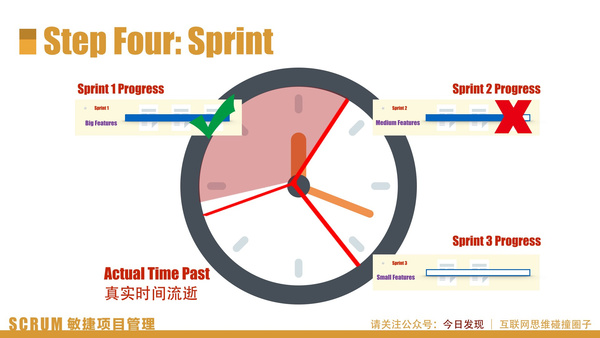 Step Four: Sprint
Sprint 1 Progress
Sprint 1
Big Features
Sprint 2 Progress
Sprint 2
Medium Features
Sprint 3 Progress
Sprint 3
Small Features
Actual Time Past
真实时间流逝
SCRUM 敏捷项目管理
请关注公众号：今日发现 | 互联网思维碰撞圈子